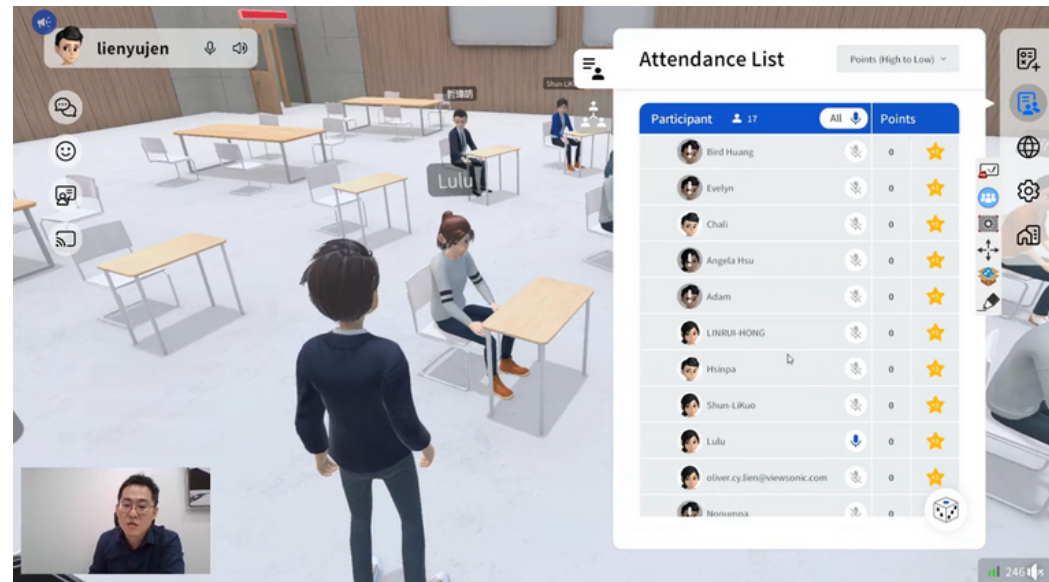 lienyujen
Attendance List
Points (High to Low)
Participant 17 All Points
Bird Huang 0
Evelyn 0
Chali 0
Angela Hsu 0
Adam 0
LINRUI-HONG 0
Hsinpa 0
Shun-LiKuo 0
Lulu 0
oliver.cy.lien@viewsonic.com 0
Nonumpa 0
Lulu
246